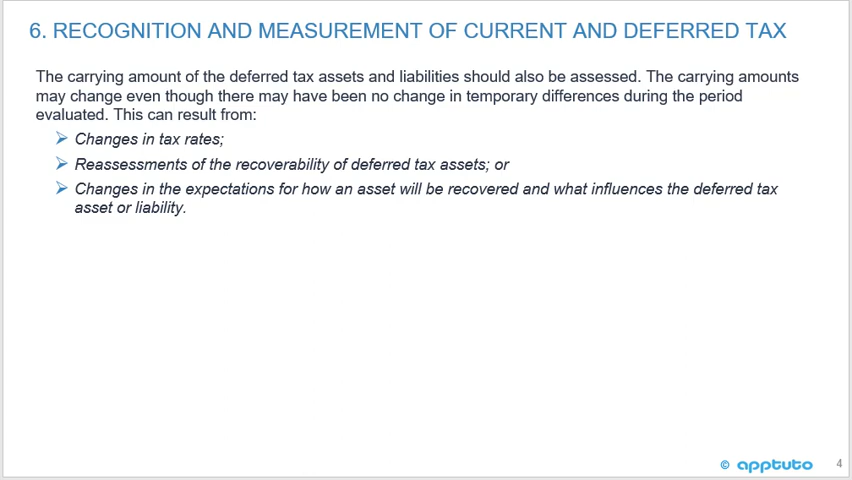 6. RECOGNITION AND MEASUREMENT OF CURRENT AND DEFERRED TAX
The carrying amount of the deferred tax assets and liabilities should also be assessed. The carrying amounts
may change even though there may have been no change in temporary differences during the period
evaluated. This can result from:
Changes in tax rates;
Reassessments of the recoverability of deferred tax assets; or
Changes in the expectations for how an asset will be recovered and what influences the deferred tax
asset or liability.
© apptuto 4